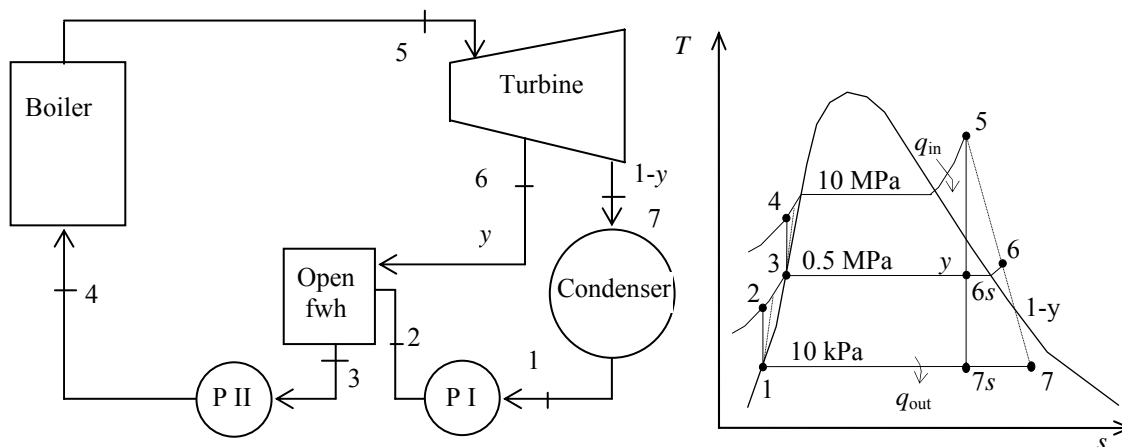 5
Turbine
Boiler
6
1-y
7
y
4
Open
fwh
Condenser
2
1
3
P II
P I
T
5
q_in
10 MPa
4
6
3
0.5 MPa
y
6s
2
1-y
10 kPa
1
7s
7
q_out
s